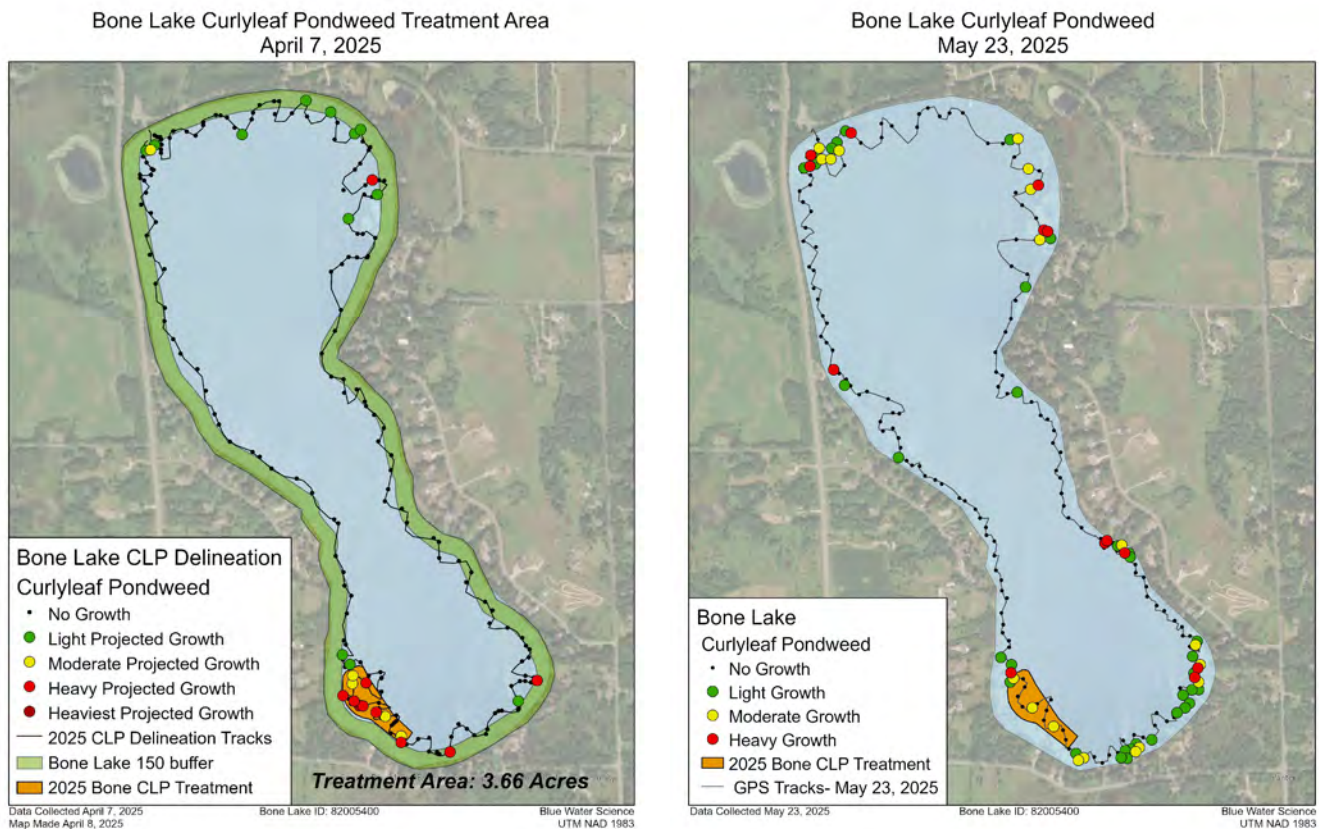 Bone Lake Curlyleaf Pondweed Treatment Area
April 7, 2025
Bone Lake CLP Delineation
Curlyleaf Pondweed
No Growth
Light Projected Growth
Moderate Projected Growth
Heavy Projected Growth
Heaviest Projected Growth
2025 CLP Delineation Tracks
Bone Lake 150 buffer
2025 Bone CLP Treatment
Treatment Area: 3.66 Acres
Data Collected April 7, 2025
Map Made April 8, 2025
Bone Lake ID: 82005400
Blue Water Science
UTM NAD 1983
Bone Lake Curlyleaf Pondweed
May 23, 2025
Bone Lake
Curlyleaf Pondweed
No Growth
Light Growth
Moderate Growth
Heavy Growth
2025 Bone CLP Treatment
GPS Tracks- May 23, 2025
Data Collected May 23, 2025
Bone Lake ID: 82005400
Blue Water Science
UTM NAD 1983